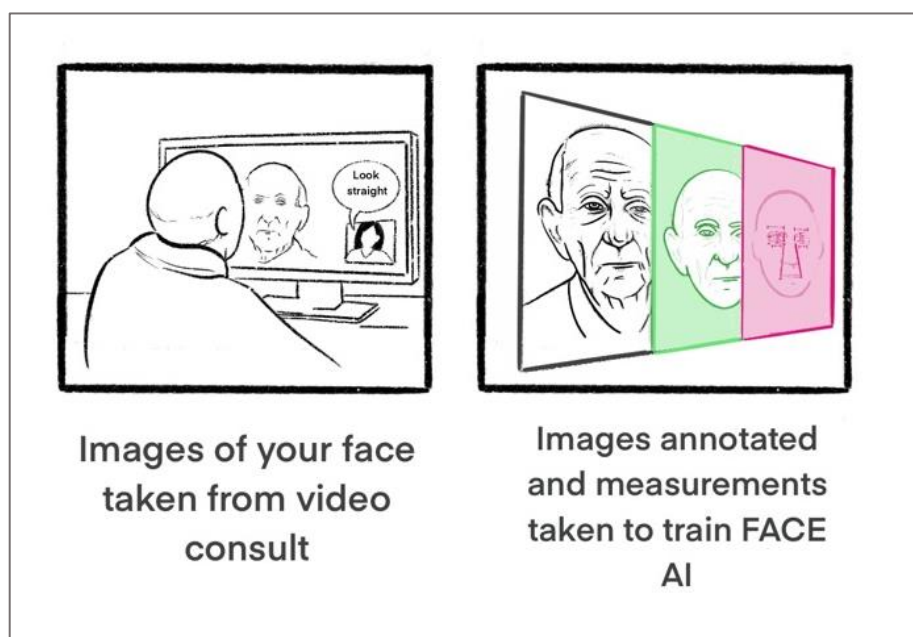 Look
straight
Images of your face
taken from video
consult
Images annotated
and measurements
taken to train FACE
AI